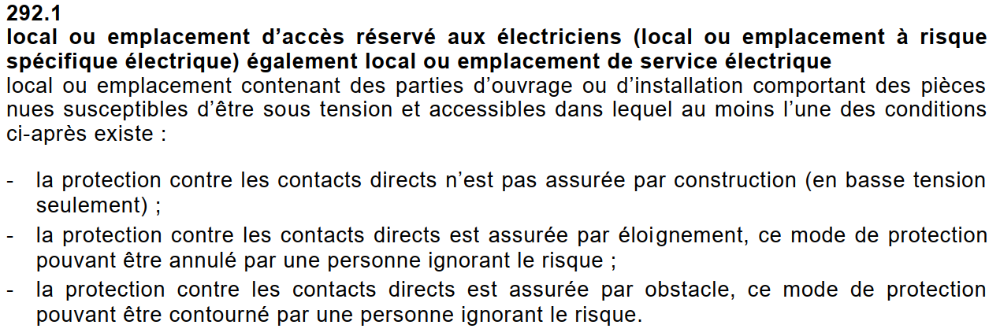 292.1
local ou emplacement d’accès réservé aux électriciens (local ou emplacement à risque
spécifique électrique) également local ou emplacement de service électrique
local ou emplacement contenant des parties d’ouvrage ou d’installation comportant des pièces
nues susceptibles d’être sous tension et accessibles dans lequel au moins l’une des conditions
ci-après existe :
- la protection contre les contacts directs n’est pas assurée par construction (en basse tension
seulement) ;
- la protection contre les contacts directs est assurée par éloignement, ce mode de protection
pouvant être annulé par une personne ignorant le risque ;
- la protection contre les contacts directs est assurée par obstacle, ce mode de protection
pouvant être contourné par une personne ignorant le risque.